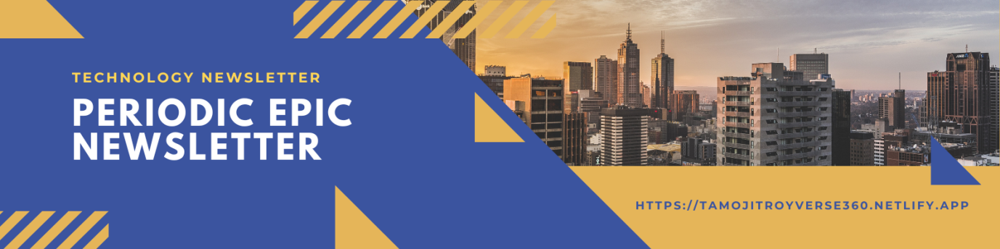 TECHNOLOGY NEWSLETTER
PERIODIC EPIC
NEWSLETTER
HTTPS://TAMOJITROYVERSE360.NETLIFY.APP